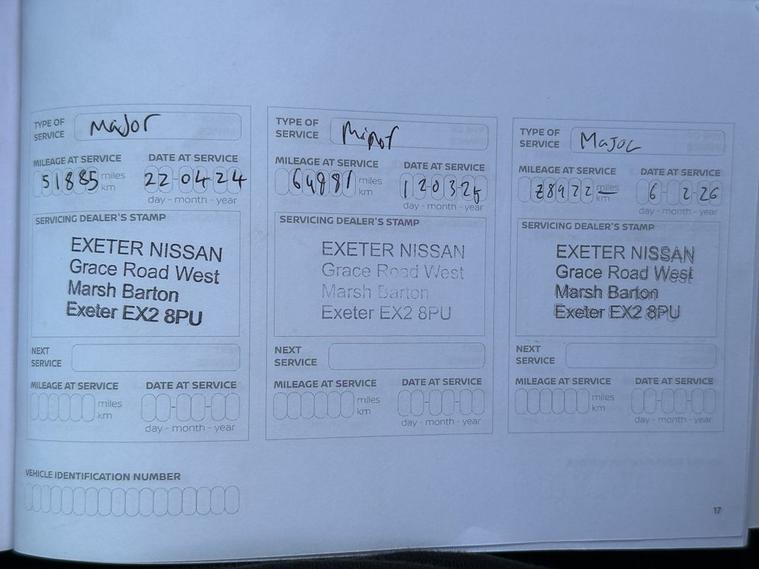 TYPE OF SERVICE Major
MILEAGE AT SERVICE DATE AT SERVICE
51885 miles km 22-04-24
day - month - year
SERVICING DEALER'S STAMP
EXETER NISSAN
Grace Road West
Marsh Barton
Exeter EX2 8PU
NEXT SERVICE
MILEAGE AT SERVICE DATE AT SERVICE
miles km
day - month - year
TYPE OF SERVICE Minor
MILEAGE AT SERVICE DATE AT SERVICE
miles km 120325
day - month - year
SERVICING DEALER'S STAMP
EXETER NISSAN
Grace Road West
Marsh Barton
Exeter EX2 8PU
NEXT SERVICE
MILEAGE AT SERVICE DATE AT SERVICE
miles km
day - month - year
TYPE OF SERVICE Major
MILEAGE AT SERVICE DATE AT SERVICE
miles km 6 2-26
day - month - year
SERVICING DEALER'S STAMP
EXETER NISSAN
Grace Road West
Marsh Barton
Exeter EX2 8PU
NEXT SERVICE
MILEAGE AT SERVICE DATE AT SERVICE
miles km
day - month - year
VEHICLE IDENTIFICATION NUMBER
17